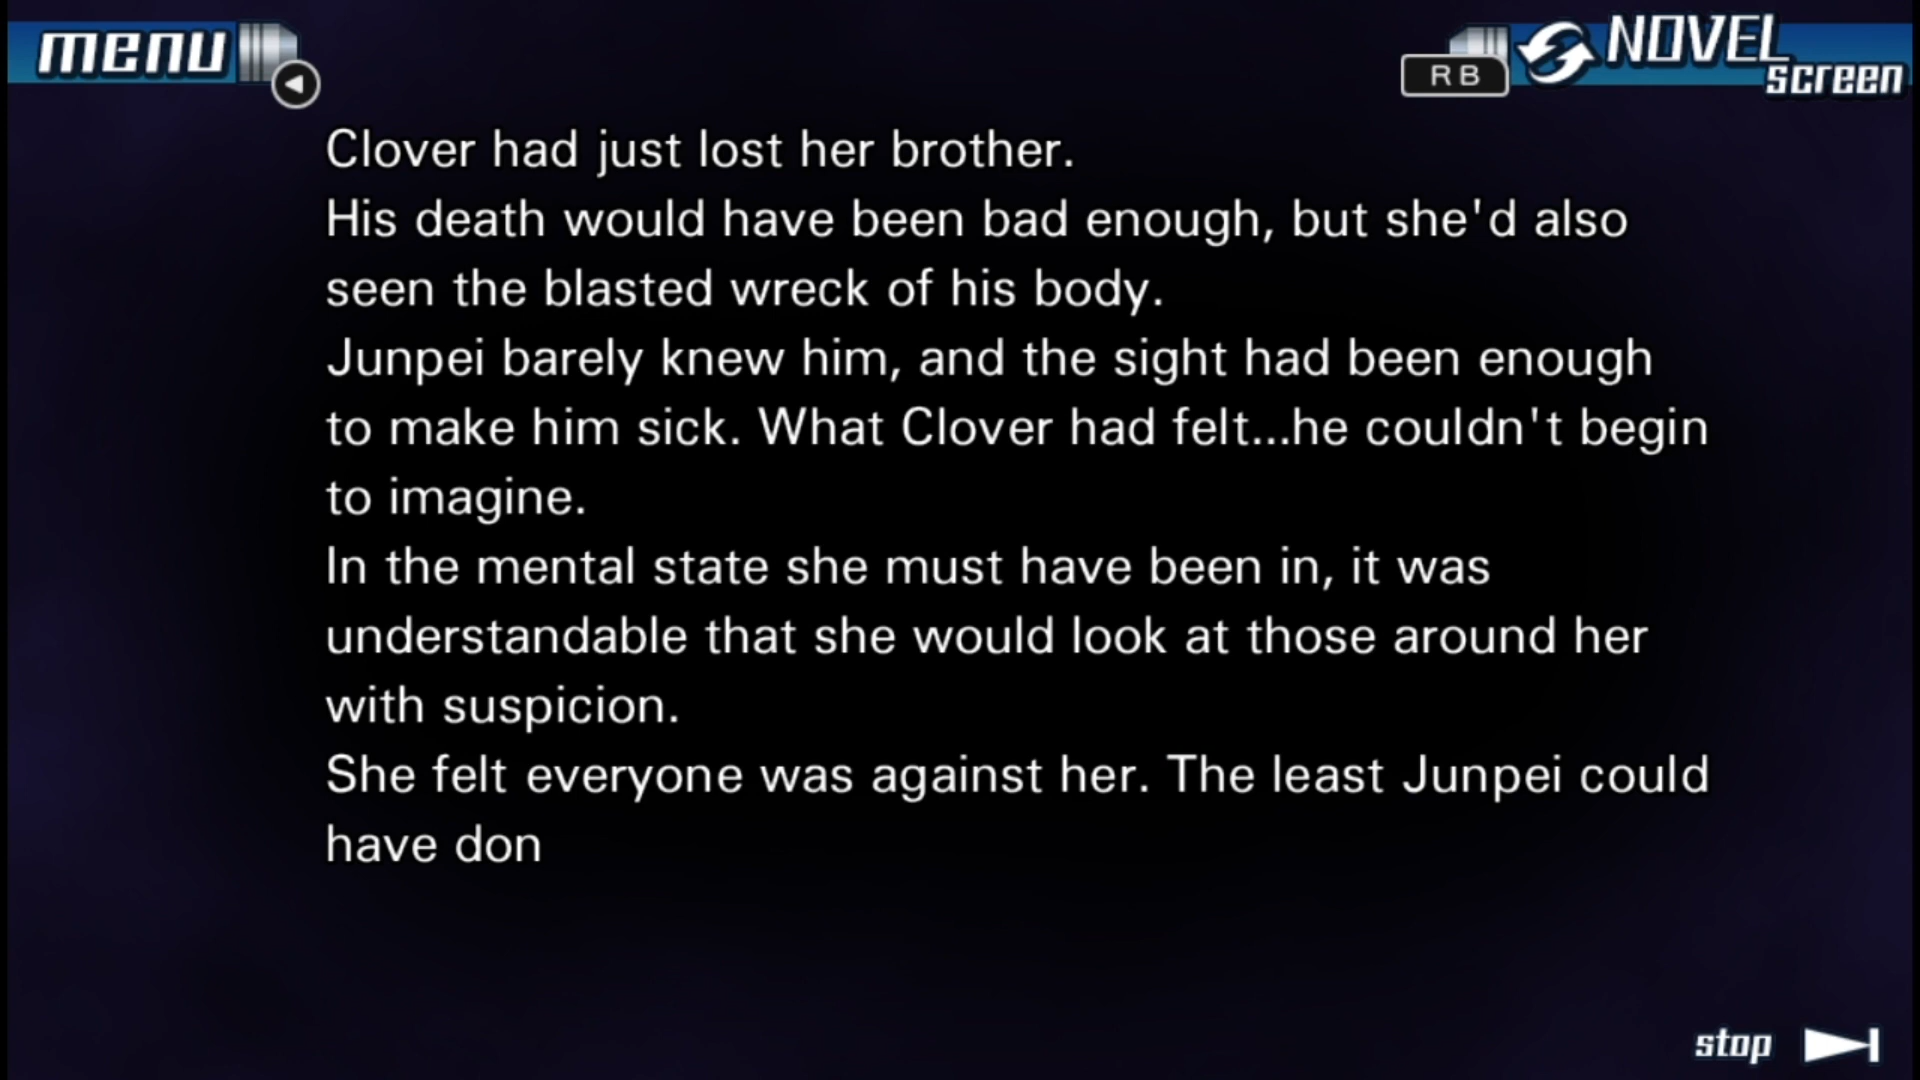 menu
RB
NOVEL
screen
Clover had just lost her brother.
His death would have been bad enough, but she'd also
seen the blasted wreck of his body.
Junpei barely knew him, and the sight had been enough
to make him sick. What Clover had felt...he couldn't begin
to imagine.
In the mental state she must have been in, it was
understandable that she would look at those around her
with suspicion.
She felt everyone was against her. The least Junpei could
have don
stop